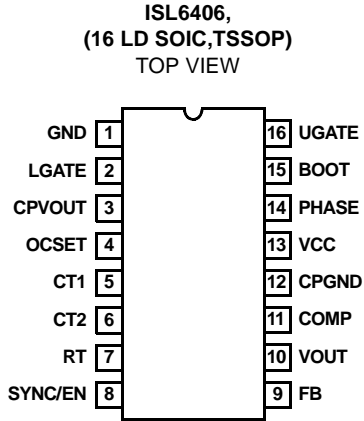 ISL6406,
(16 LD SOIC,TSSOP)
TOP VIEW
GND 1 16 UGATE
LGATE 2 15 BOOT
CPVOUT 3 14 PHASE
OCSET 4 13 VCC
CT1 5 12 CPGND
CT2 6 11 COMP
RT 7 10 VOUT
SYNC/EN 8 9 FB